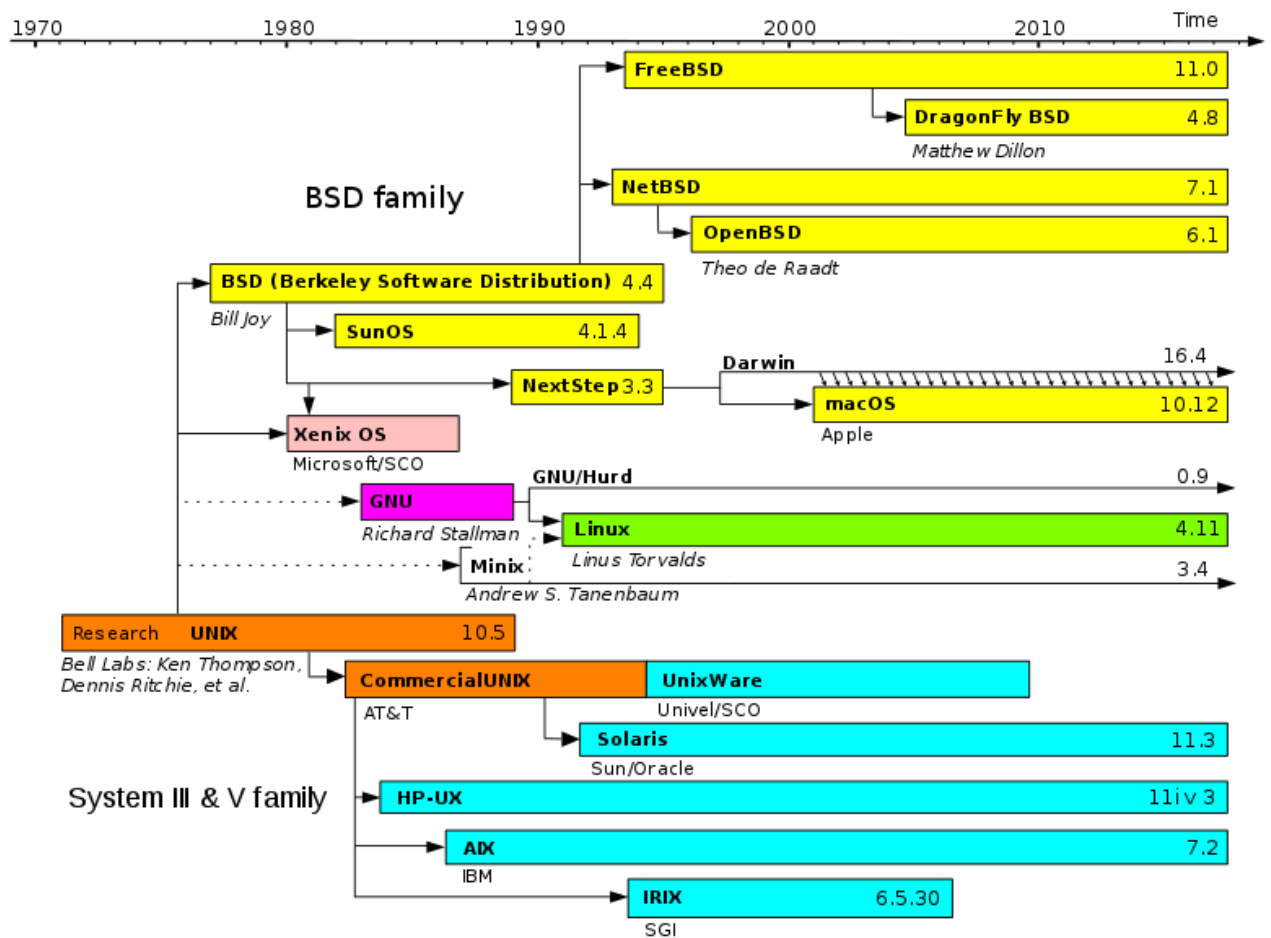 1970 1980 1990 2000 2010 Time
FreeBSD 11.0
DragonFly BSD 4.8
Matthew Dillon
BSD family
NetBSD 7.1
OpenBSD 6.1
Theo de Raadt
BSD (Berkeley Software Distribution) 4.4
Bill Joy
SunOS 4.1.4
Darwin 16.4
NextStep 3.3
macOS 10.12
Apple
Xenix OS
Microsoft/SCO
GNU/Hurd 0.9
GNU
Richard Stallman
Linux 4.11
Linus Torvalds
Minix 3.4
Andrew S. Tanenbaum
Research UNIX 10.5
Bell Labs: Ken Thompson,
Dennis Ritchie, et al.
CommercialUNIX UnixWare
AT&T Univel/SCO
Solaris 11.3
Sun/Oracle
System III & V family
HP-UX 11i v 3
AIX 7.2
IBM
IRIX 6.5.30
SGI